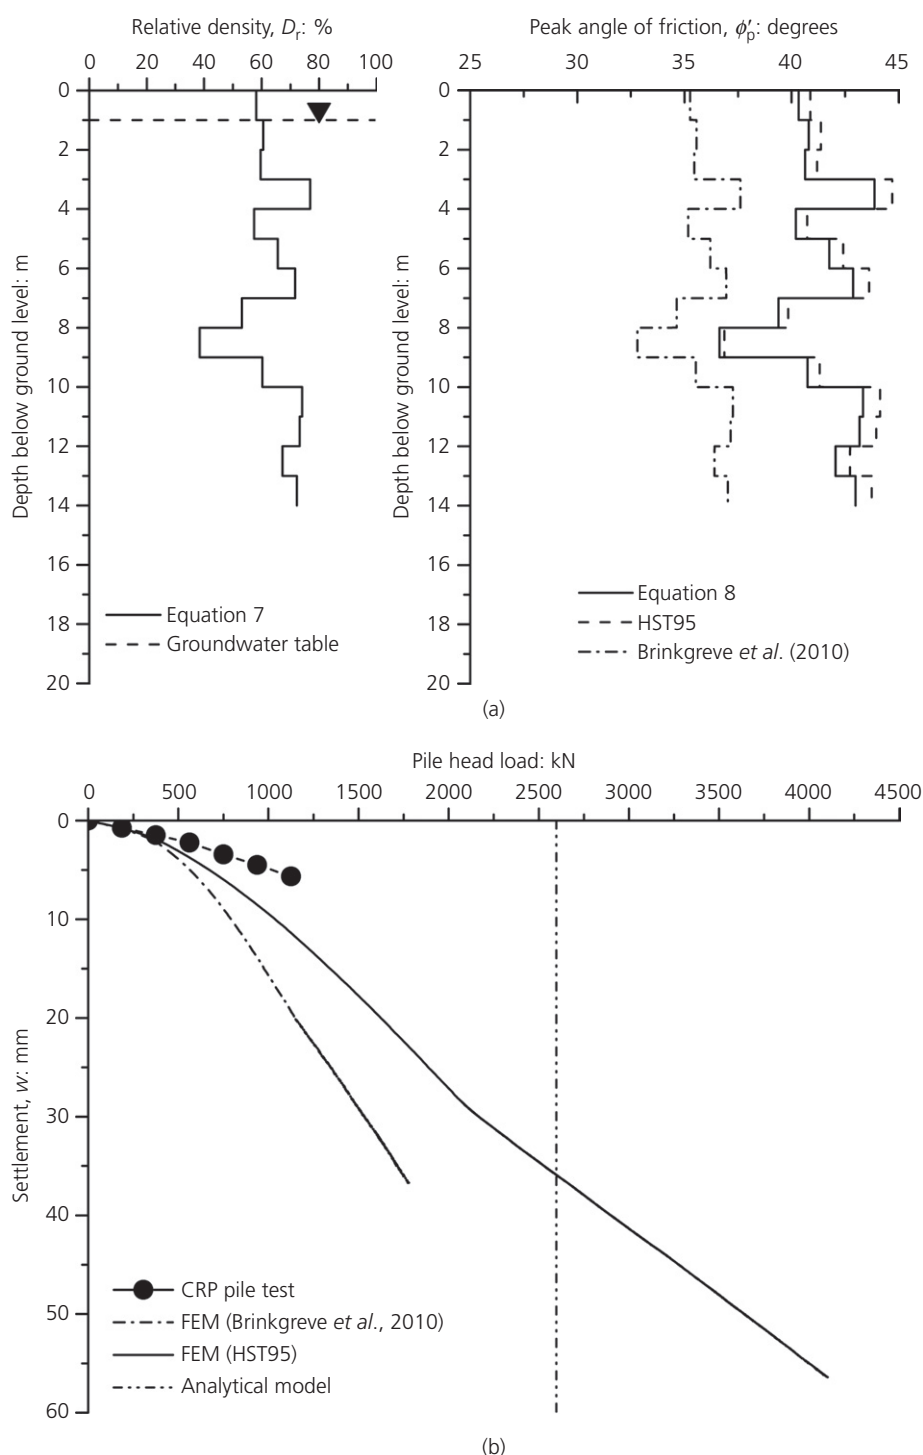 Relative density, Dr: %
0 20 40 60 80 100
Depth below ground level: m
0
2
4
6
8
10
12
14
16
18
20
Equation 7
Groundwater table
Peak angle of friction, ϕ′p: degrees
25 30 35 40 45
Depth below ground level: m
0
2
4
6
8
10
12
14
16
18
20
Equation 8
HST95
Brinkgreve et al. (2010)
(a)
Pile head load: kN
0 500 1000 1500 2000 2500 3000 3500 4000 4500
Settlement, w: mm
0
10
20
30
40
50
60
CRP pile test
FEM (Brinkgreve et al., 2010)
FEM (HST95)
Analytical model
(b)